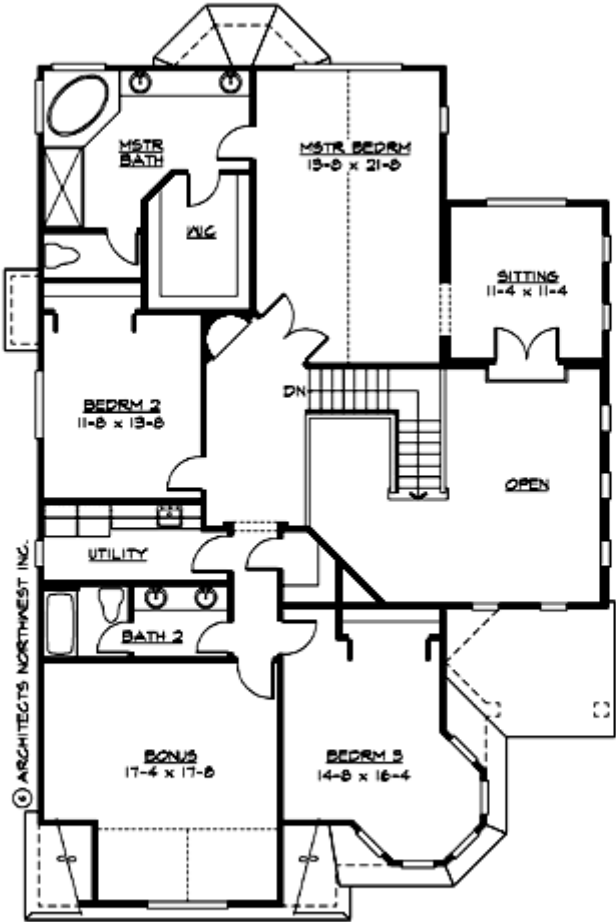 MSTR
BATH
MSTR BEDRM
13-8 x 21-8
WIC
SITTING
11-4 x 11-4
BEDRM 2
11-8 x 13-8
DN
OPEN
UTILITY
BATH 2
BONUS
17-4 x 17-8
BEDRM 3
14-8 x 16-4
© ARCHITECTS NORTHWEST INC.